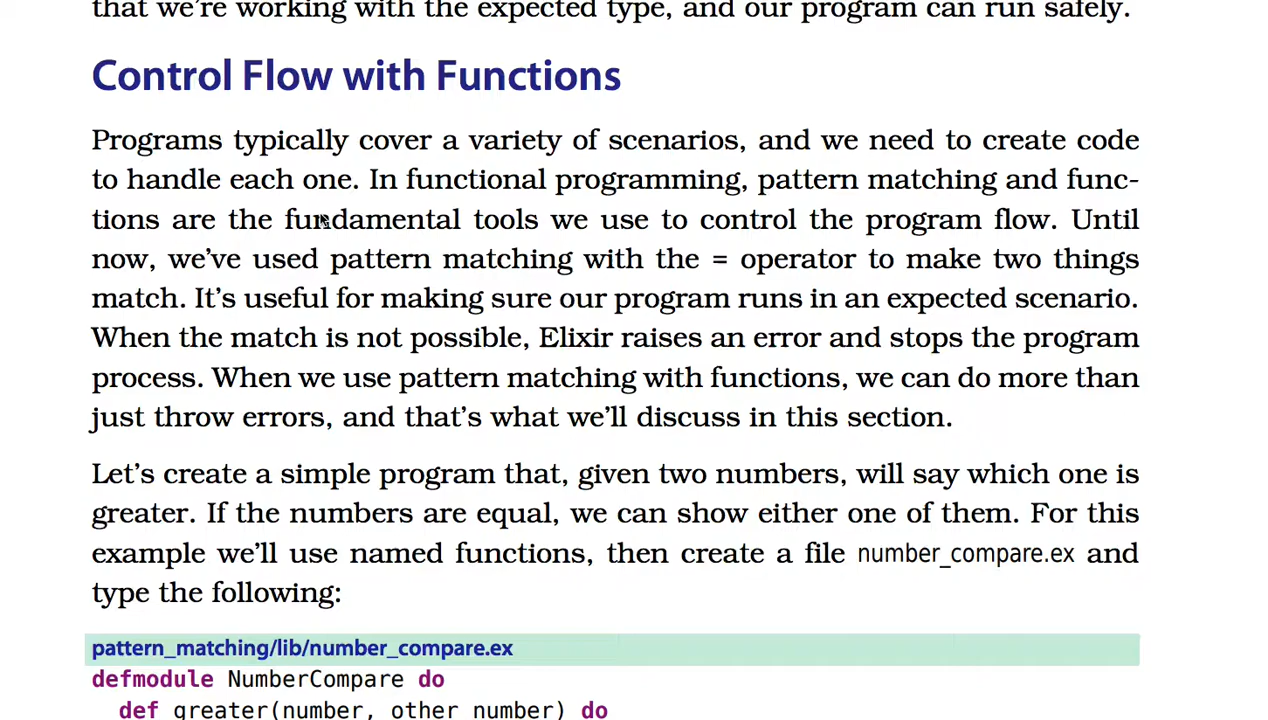 that we're working with the expected type, and our program can run safely.
Control Flow with Functions
Programs typically cover a variety of scenarios, and we need to create code
to handle each one. In functional programming, pattern matching and func-
tions are the fundamental tools we use to control the program flow. Until
now, we've used pattern matching with the = operator to make two things
match. It's useful for making sure our program runs in an expected scenario.
When the match is not possible, Elixir raises an error and stops the program
process. When we use pattern matching with functions, we can do more than
just throw errors, and that's what we'll discuss in this section.
Let's create a simple program that, given two numbers, will say which one is
greater. If the numbers are equal, we can show either one of them. For this
example we'll use named functions, then create a file number_compare.ex and
type the following:
pattern_matching/lib/number_compare.ex
defmodule NumberCompare do
def greater(number, other_number) do